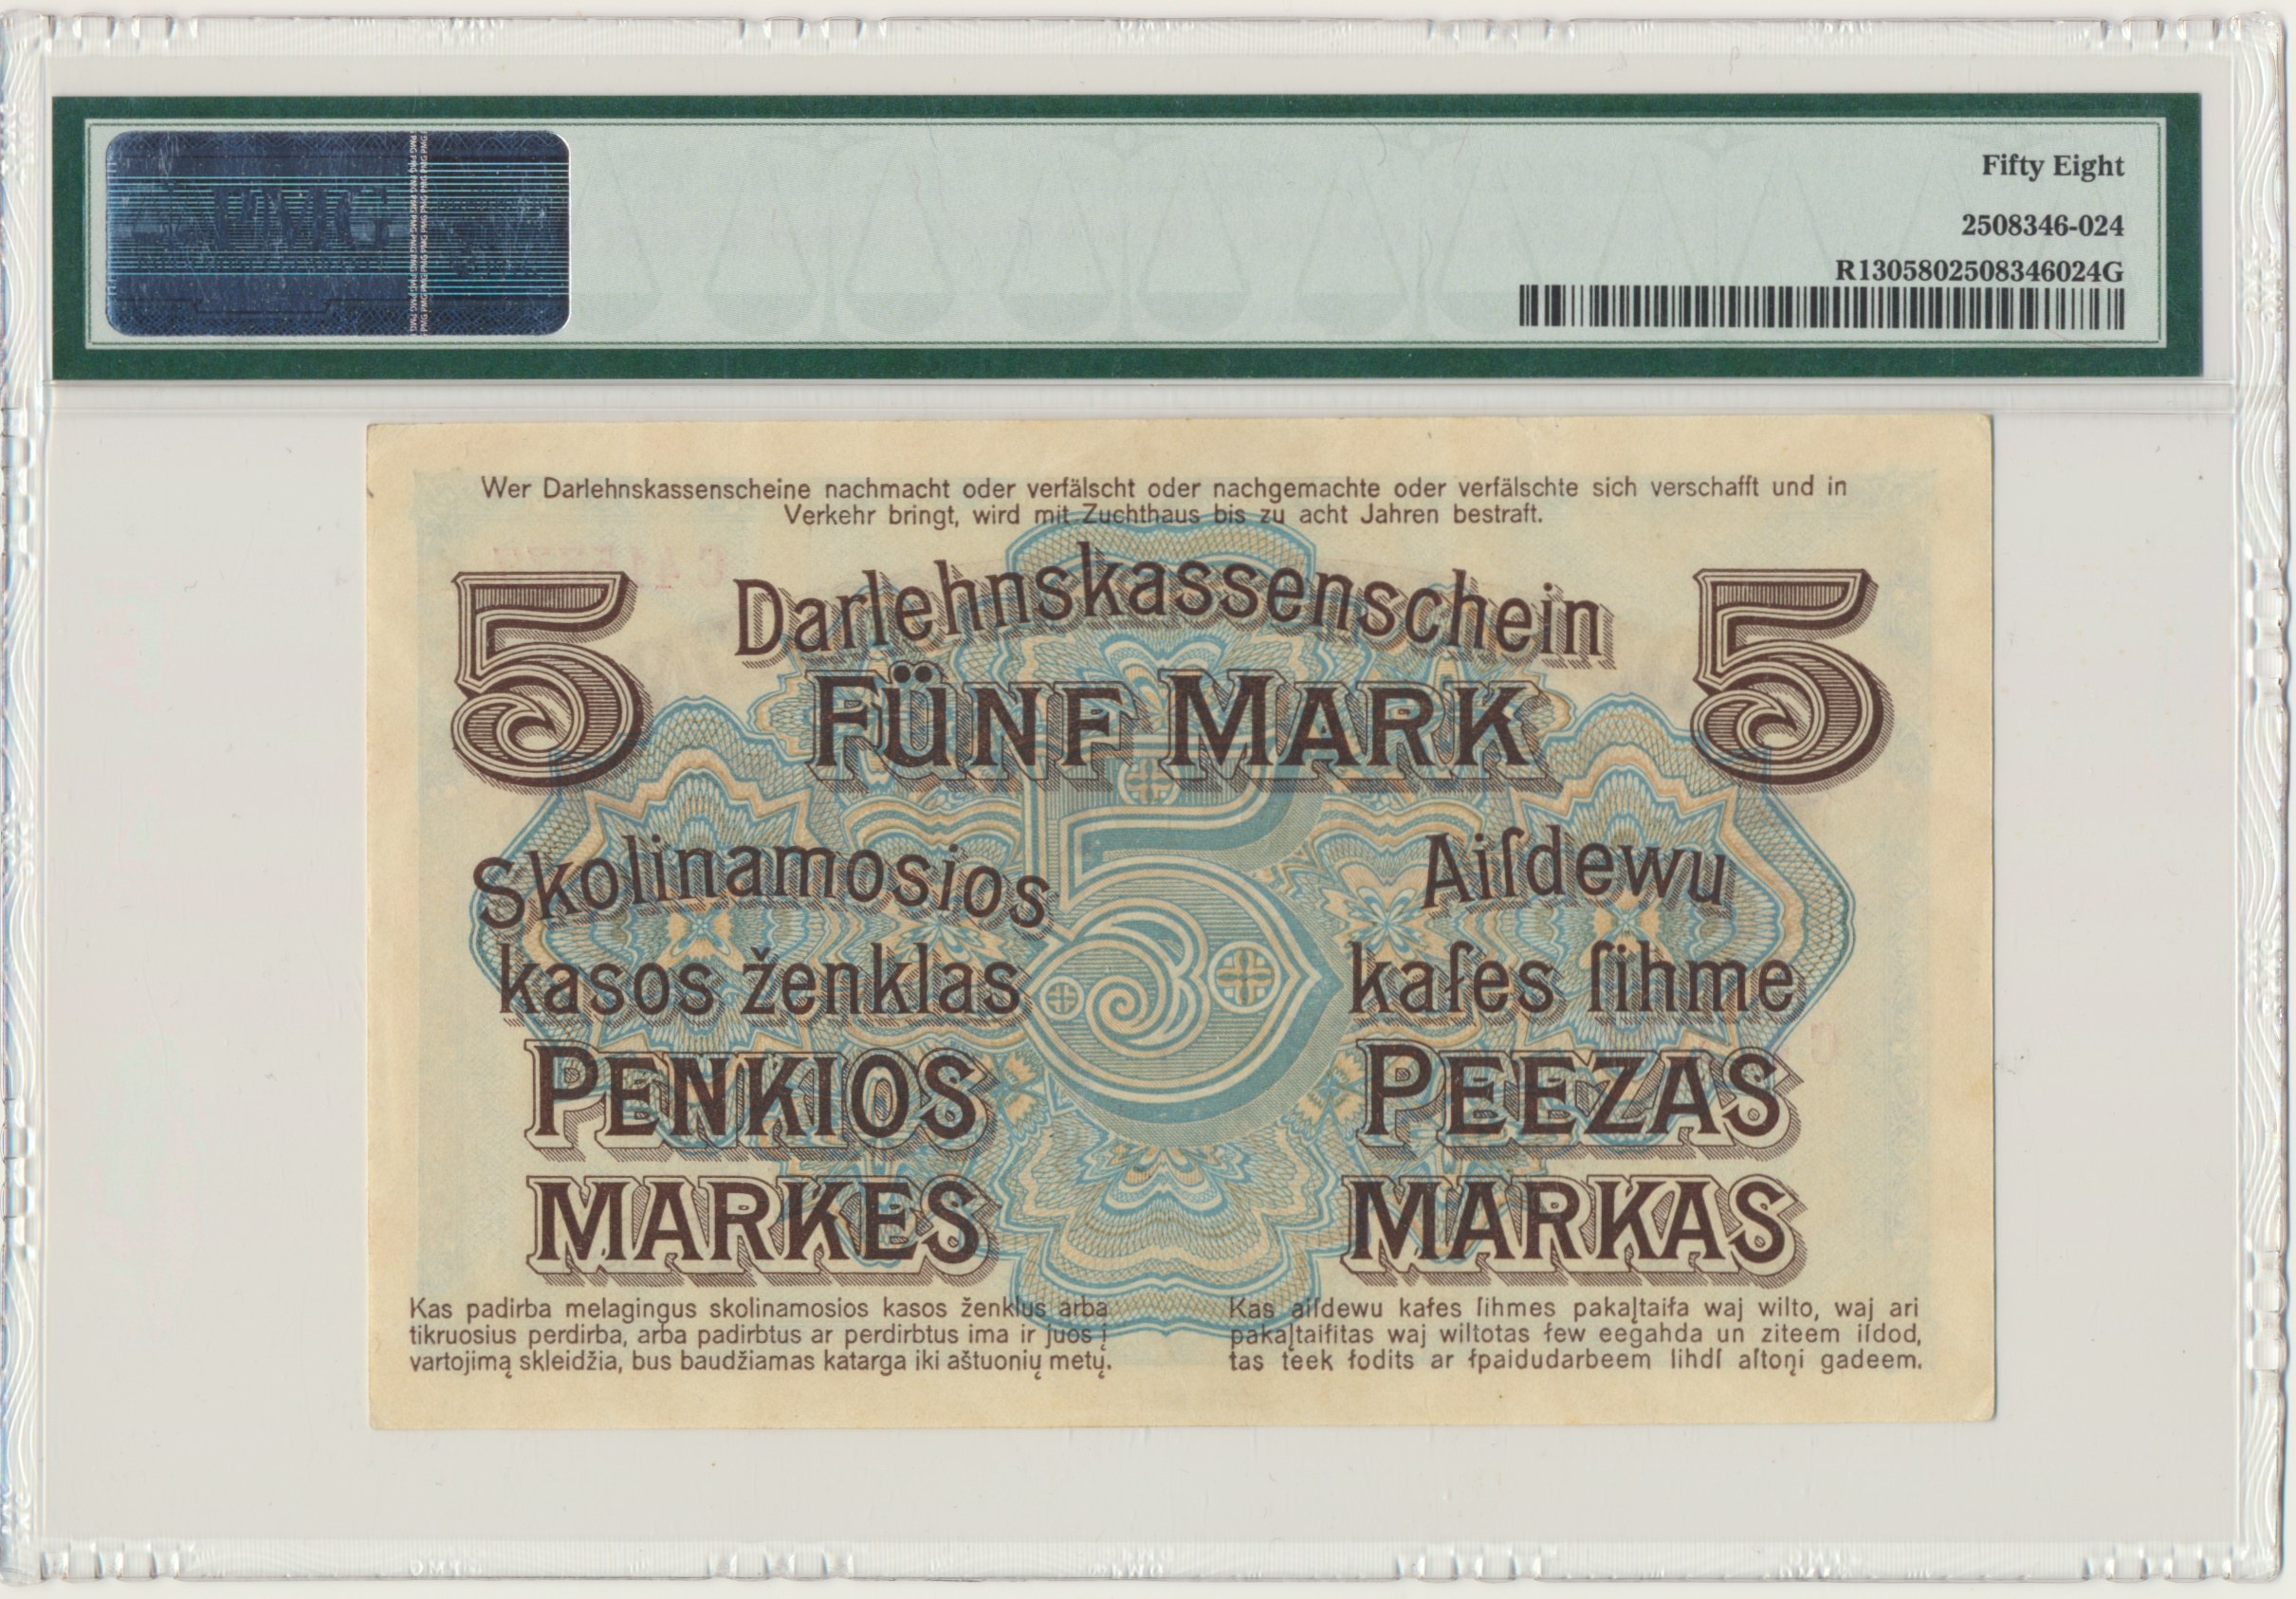 Fifty Eight
2508346-024
R1305802508346024G
PMG
Wer Darlehnskassenscheine nachmacht oder verfälscht oder nachgemachte oder verfälschte sich verschafft und in
Verkehr bringt, wird mit Zuchthaus bis zu acht Jahren bestraft.
5 Darlehnskassenschein 5
FÜNF MARK
5
Skolinamosios
kasos ženklas
PENKIOS
MARKES
Aiſdewu
kaſes ſihme
PEEZAS
MARKAS
Kas padirba melagingus skolinamosios kasos ženklus arba
tikruosius perdirba, arba padirbtus ar perdirbtus ima ir juos į
vartojimą skleidžia, bus baudžiamas katarga iki aštuonių metų.
Kas aiſdewu kaſes ſihmes pakaļtaiſa waj wilto, waj ari
pakaļtaiſitas waj wiltotas ſew eegahda un ziteem iſdod,
tas teek ſodits ar ſpaidudarbeem lihdſ aſtoņi gadeem.